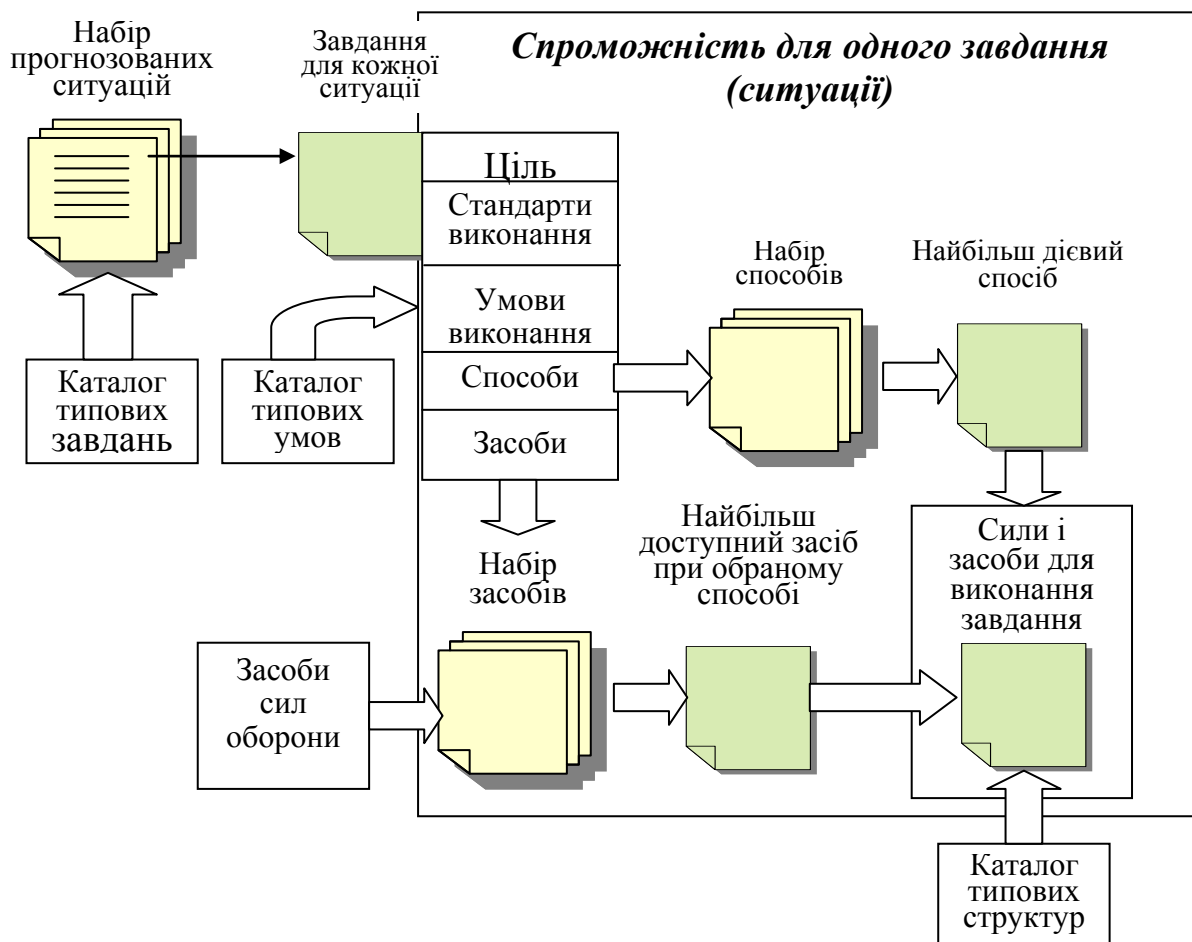 Набір
прогнозованих
ситуацій
Завдання
для кожної
ситуації
Спроможність для одного завдання
(ситуації)
Ціль
Стандарти
виконання
Умови
виконання
Способи
Засоби
Каталог
типових
завдань
Каталог
типових
умов
Набір
способів
Найбільш дієвий
спосіб
Набір
засобів
Найбільш
доступний засіб
при обраному
способі
Сили і
засоби для
виконання
завдання
Засоби
сил
оборони
Каталог
типових
структур